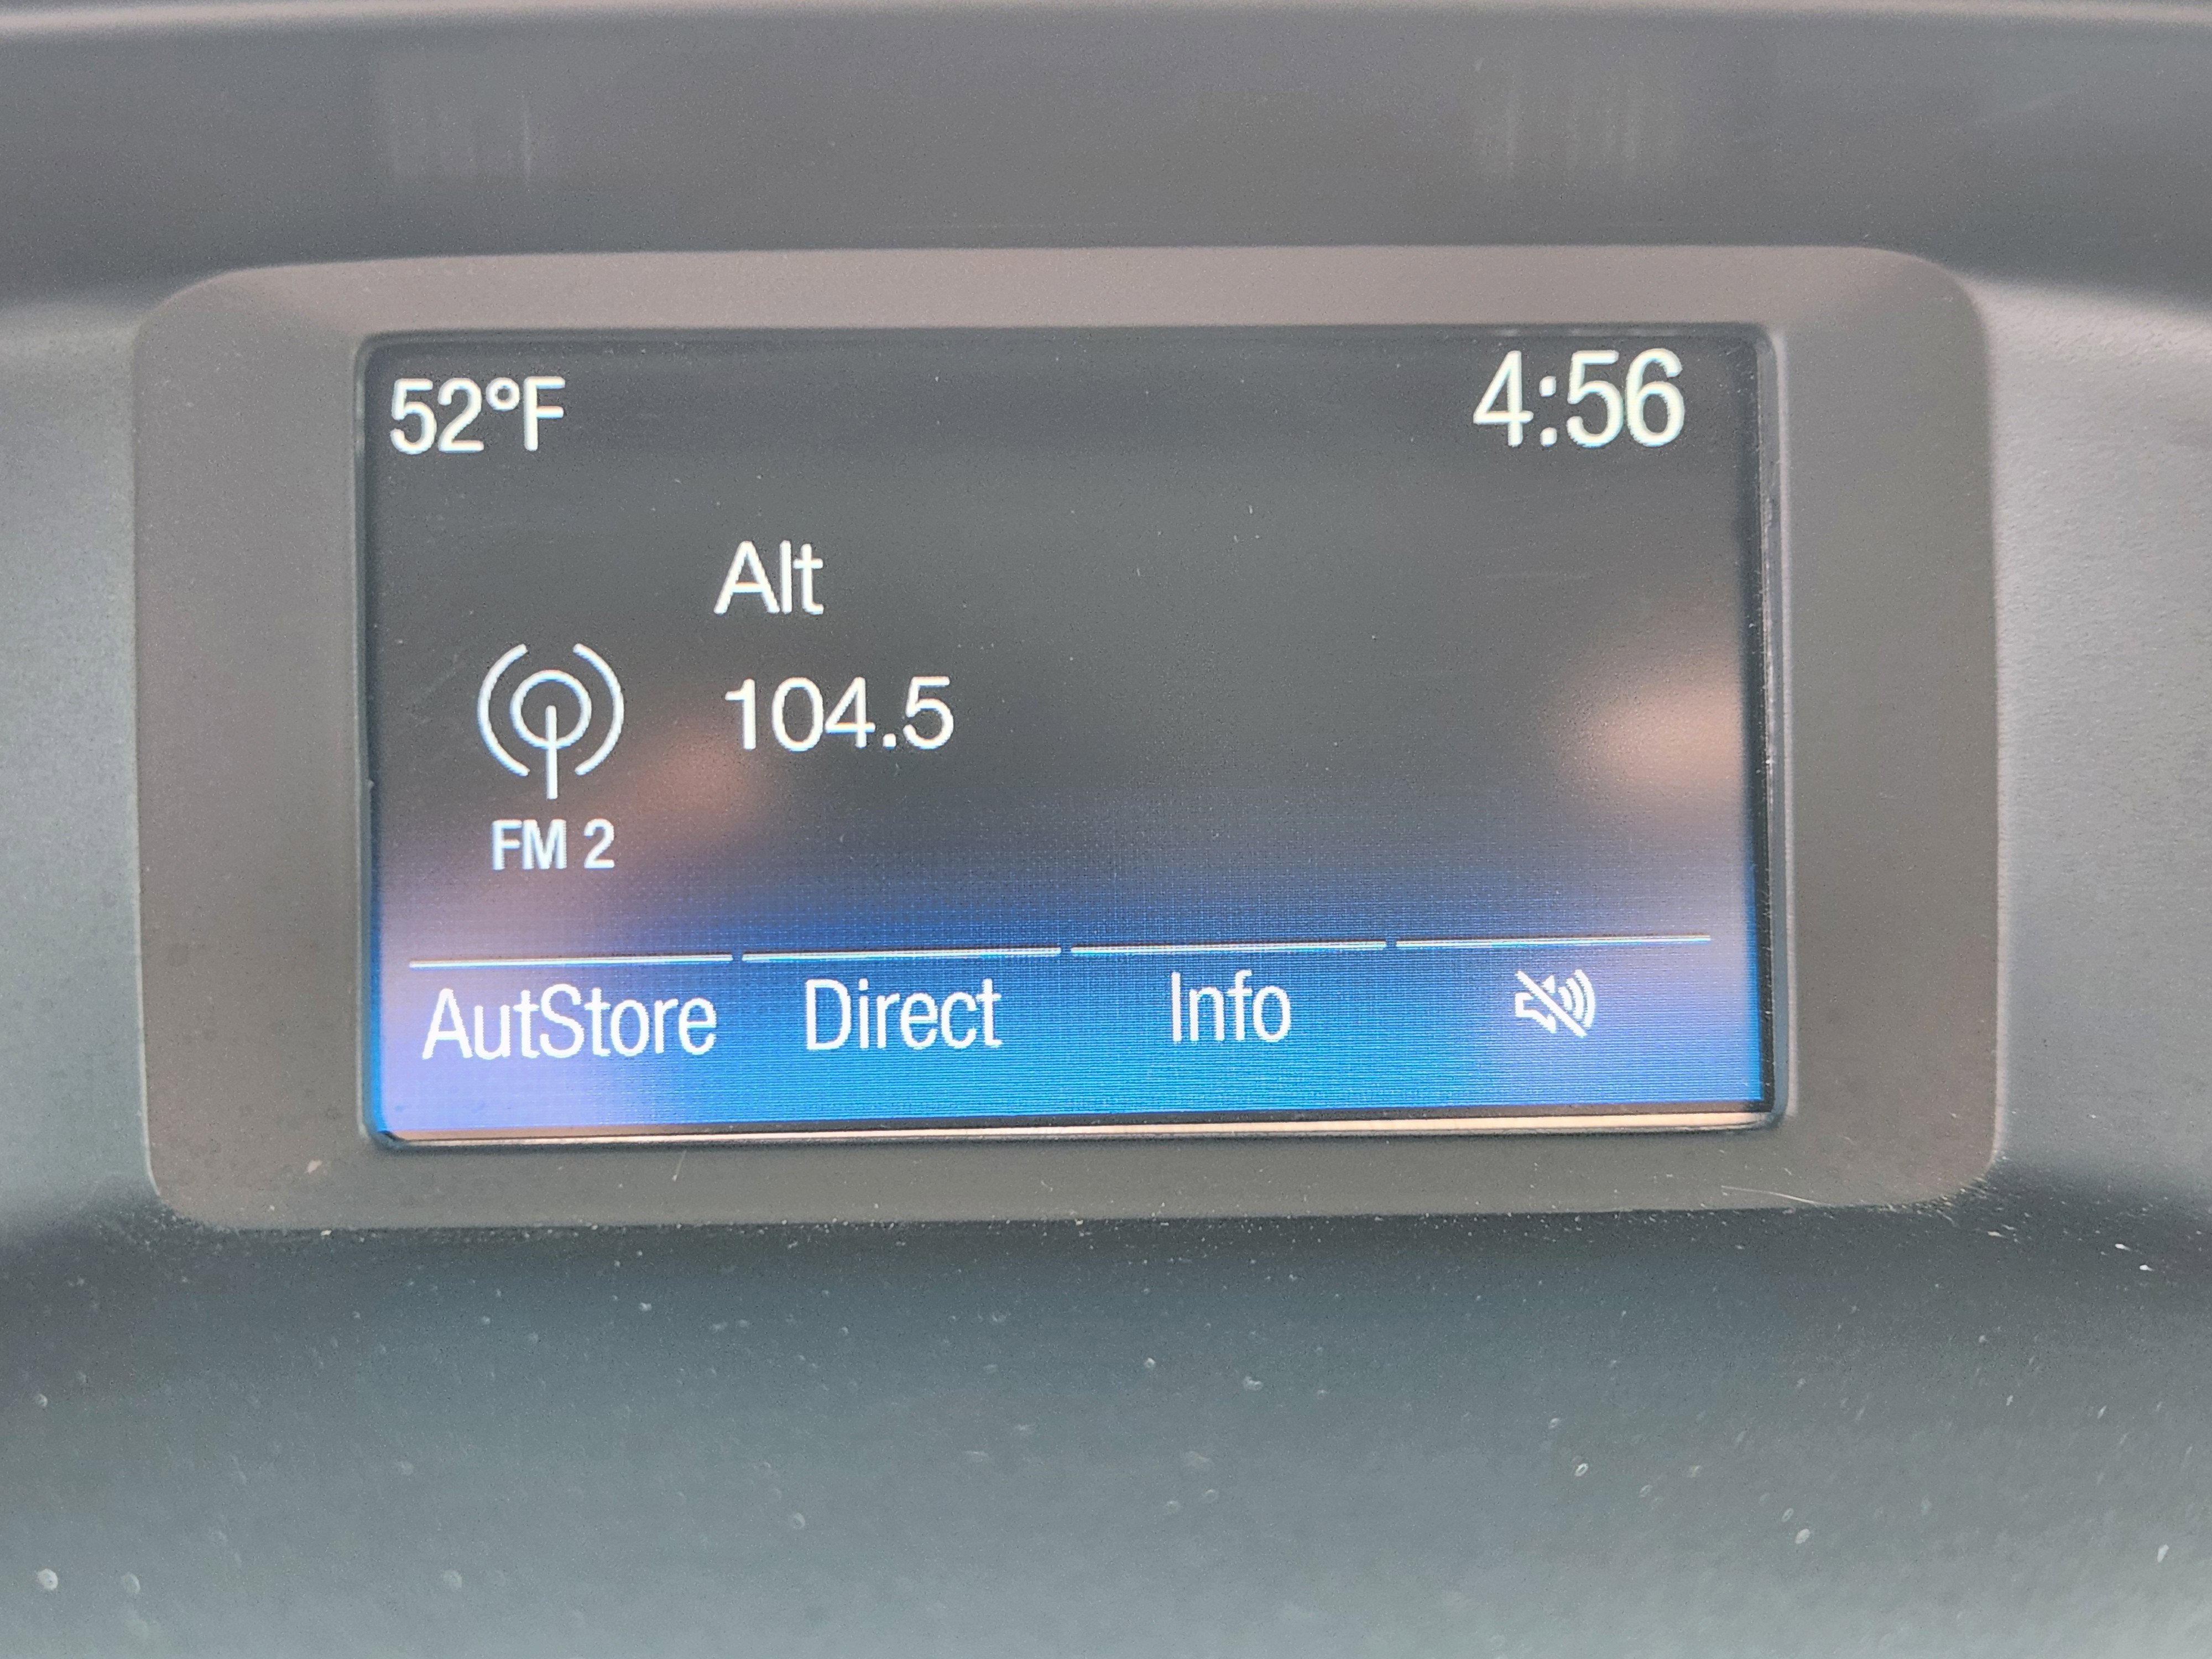 52°F 4:56
Alt
104.5
FM 2
AutStore Direct Info